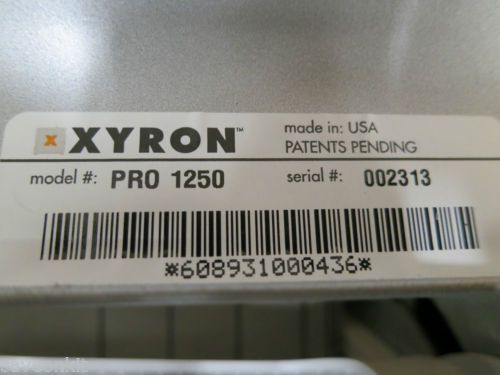 x XYRON™ made in: USA
PATENTS PENDING
model #: PRO 1250 serial #: 002313
*608931000436*